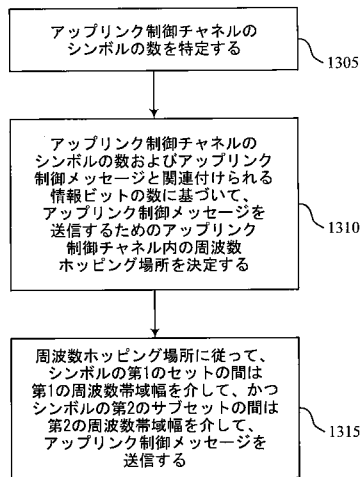 アップリンク制御チャネルの
シンボルの数を特定する
1305
アップリンク制御チャネルの
シンボルの数およびアップリンク
制御メッセージと関連付けられる
情報ビットの数に基づいて、
アップリンク制御メッセージを
送信するためのアップリンク
制御チャネル内の周波数
ホッピング場所を決定する
1310
周波数ホッピング場所に従って、
シンボルの第1のセットの間は
第1の周波数帯域幅を介して、かつ
シンボルの第2のサブセットの間は
第2の周波数帯域幅を介して、
アップリンク制御メッセージを
送信する
1315